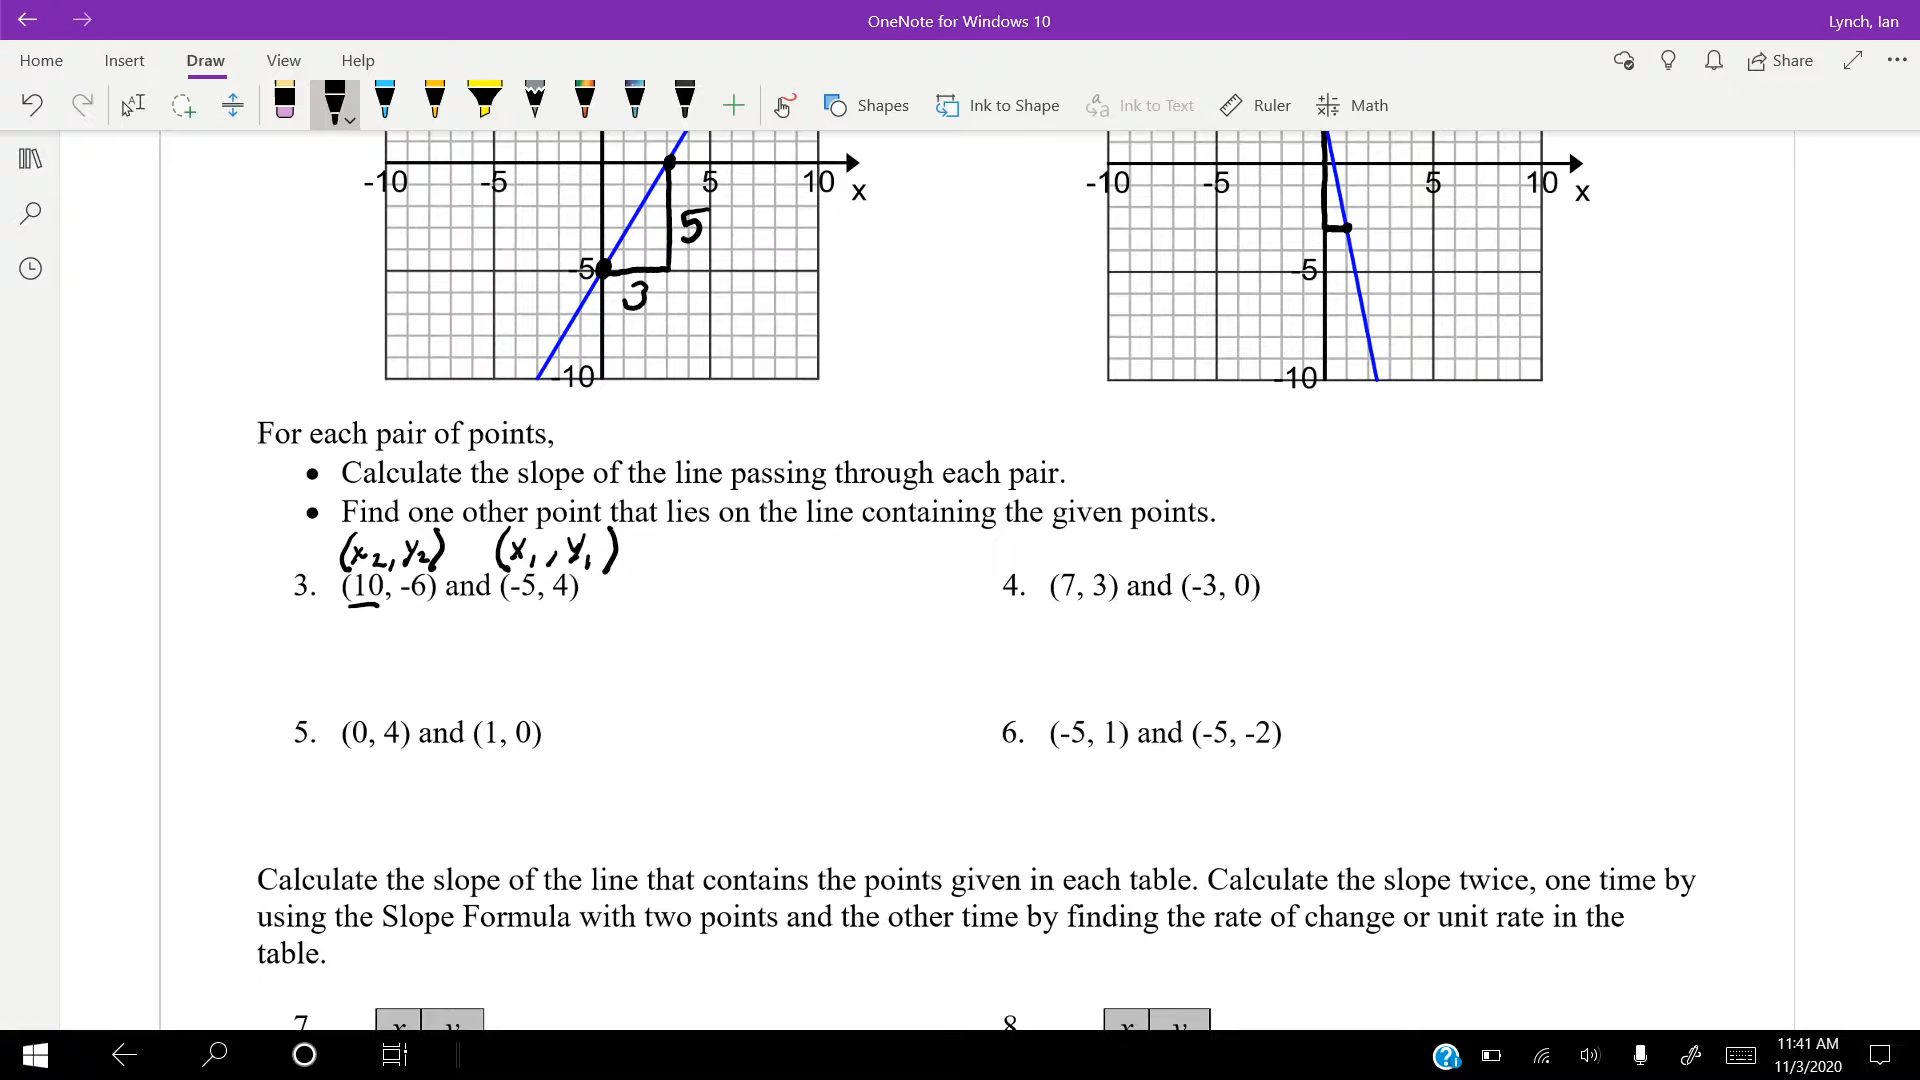 OneNote for Windows 10
Lynch, Ian
Home Insert Draw View Help
Share
Shapes Ink to Shape Ink to Text Ruler Math
-10 -5 5 10 x
5
-5
3
-10
-10 -5 5 10 x
-5
-10
For each pair of points,
• Calculate the slope of the line passing through each pair.
• Find one other point that lies on the line containing the given points.
(x₂, y₂) (x₁, y₁)
3. (10, -6) and (-5, 4)
4. (7, 3) and (-3, 0)
5. (0, 4) and (1, 0)
6. (-5, 1) and (-5, -2)
Calculate the slope of the line that contains the points given in each table. Calculate the slope twice, one time by
using the Slope Formula with two points and the other time by finding the rate of change or unit rate in the
table.
7 x y
8 x y
11:41 AM
11/3/2020